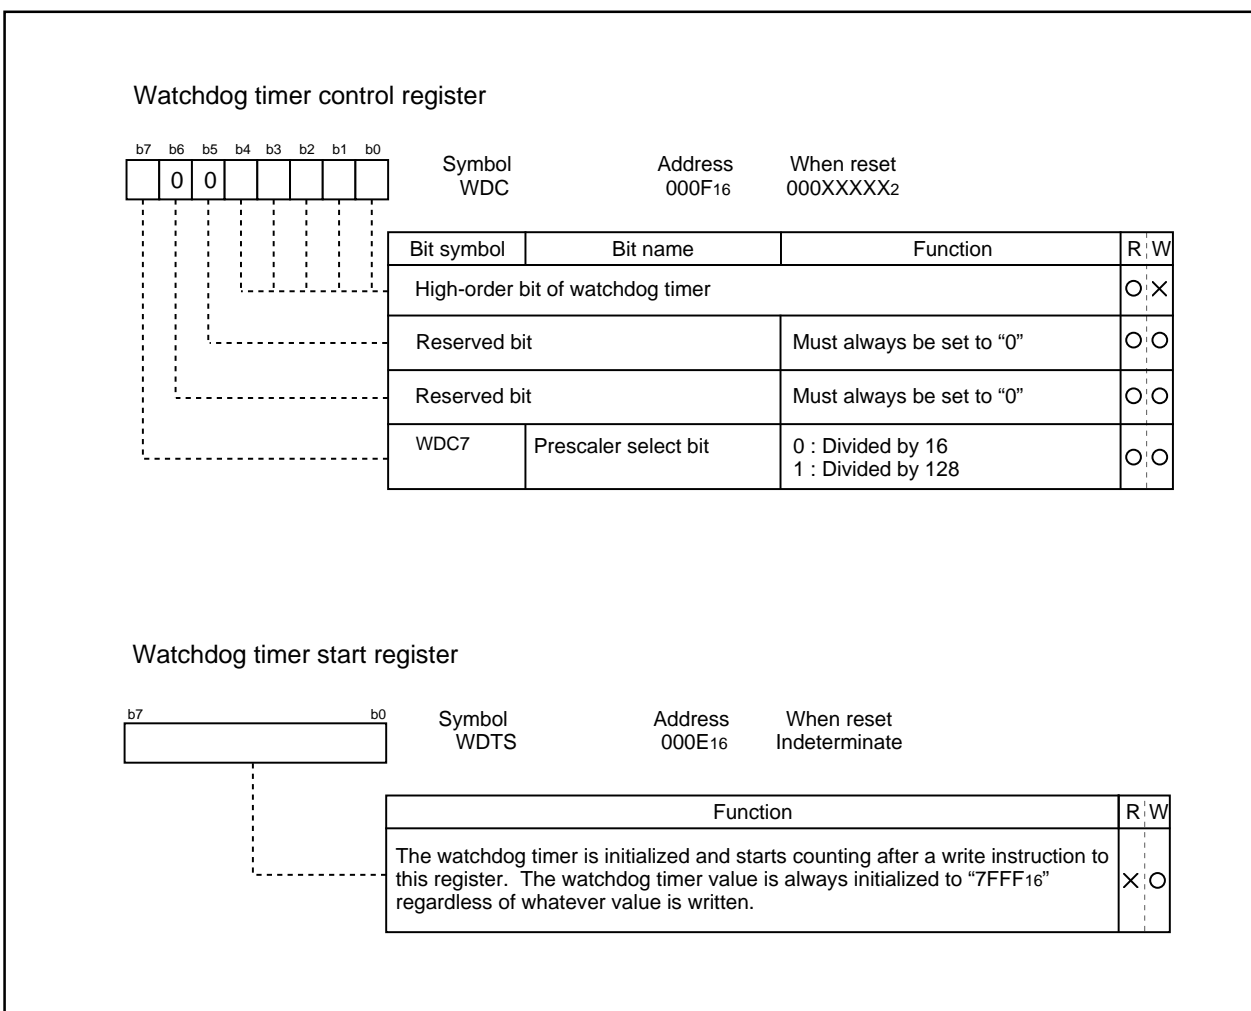 Watchdog timer control register
b7 b6 b5 b4 b3 b2 b1 b0
0 0
Symbol Address When reset
WDC 000F16 000XXXXX2
Bit symbol Bit name Function R W
High-order bit of watchdog timer
Reserved bit Must always be set to “0”
Reserved bit Must always be set to “0”
WDC7 Prescaler select bit 0 : Divided by 16
1 : Divided by 128
Watchdog timer start register
b7 b0
Symbol Address When reset
WDTS 000E16 Indeterminate
Function R W
The watchdog timer is initialized and starts counting after a write instruction to
this register. The watchdog timer value is always initialized to “7FFF16”
regardless of whatever value is written.